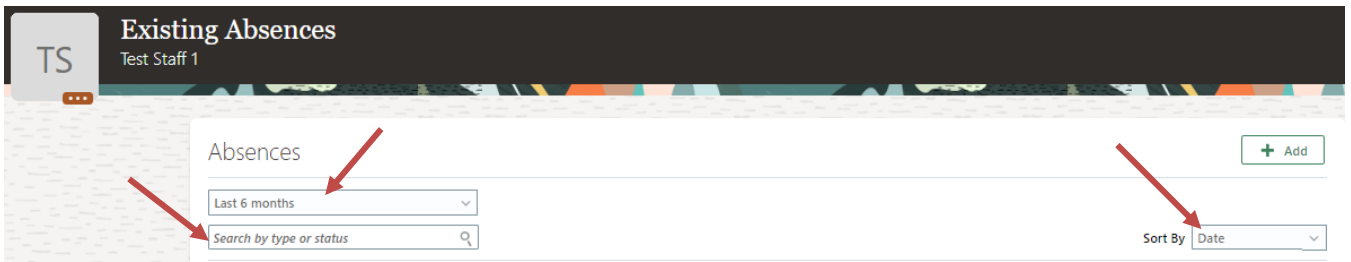 TS
Existing Absences
Test Staff 1
Absences
+ Add
Last 6 months
Search by type or status
Sort By Date